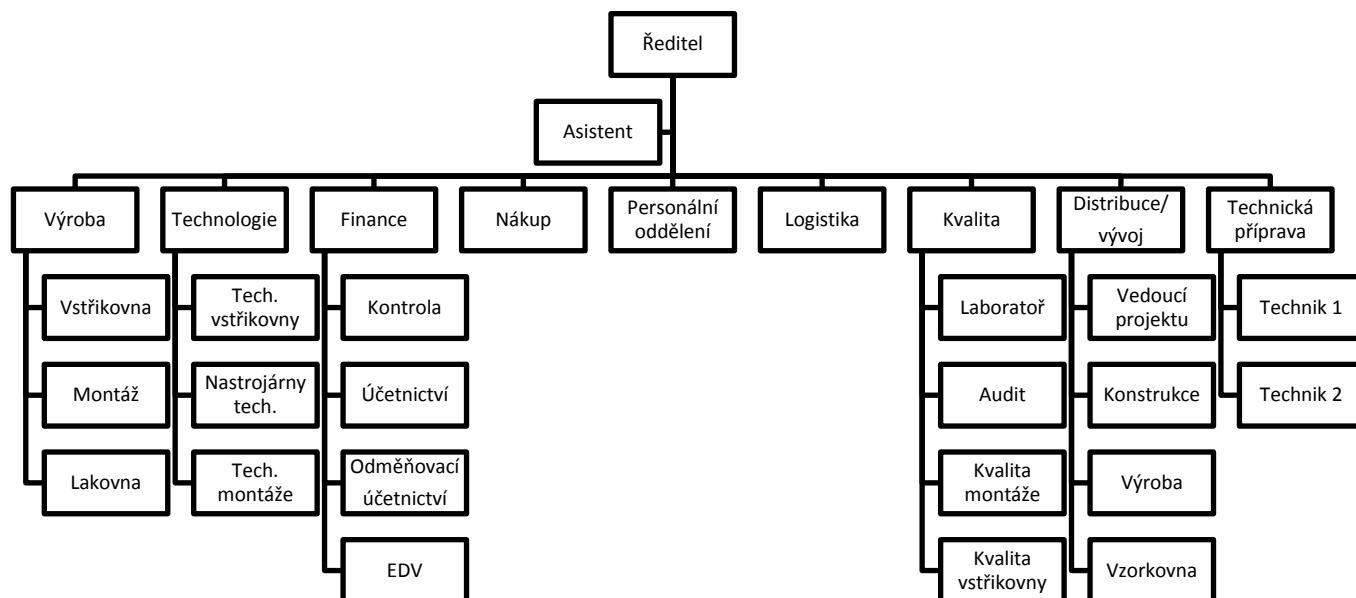 Ředitel
Asistent
Výroba
Technologie
Finance
Nákup
Personální
oddělení
Logistika
Kvalita
Distribuce/
vývoj
Technická
příprava
Vstřikovna
Tech.
vstřikovny
Kontrola
Laboratoř
Vedoucí
projektu
Technik 1
Montáž
Nastrojárny
tech.
Účetnictví
Audit
Konstrukce
Technik 2
Lakovna
Tech.
montáže
Odměňovací
účetnictví
Kvalita
montáže
Výroba
EDV
Kvalita
vstřikovny
Vzorkovna